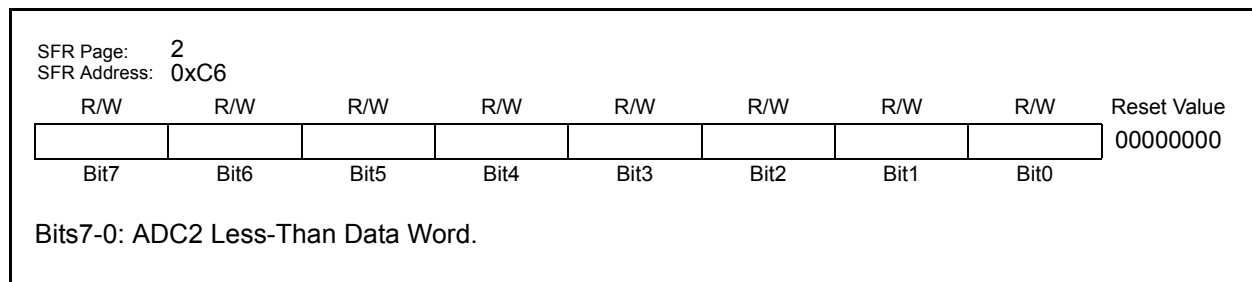 SFR Page: 2
SFR Address: 0xC6
R/W R/W R/W R/W R/W R/W R/W R/W Reset Value
00000000
Bit7 Bit6 Bit5 Bit4 Bit3 Bit2 Bit1 Bit0
Bits7-0: ADC2 Less-Than Data Word.